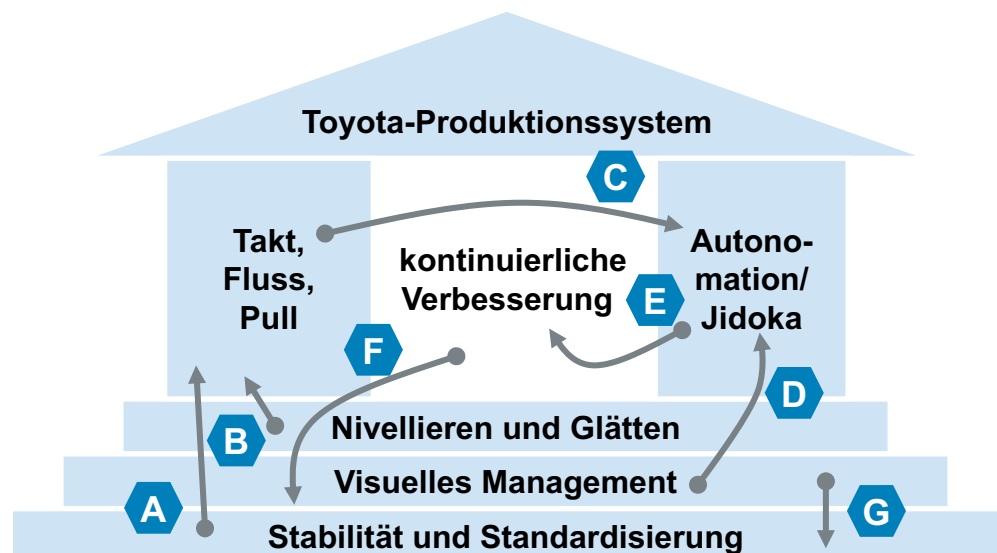 Toyota-Produktionssystem
C
Takt,
Fluss,
Pull
kontinuierliche
Verbesserung
Autono-
mation/
Jidoka
E
F
D
B
Nivellieren und Glätten
Visuelles Management
A
G
Stabilität und Standardisierung